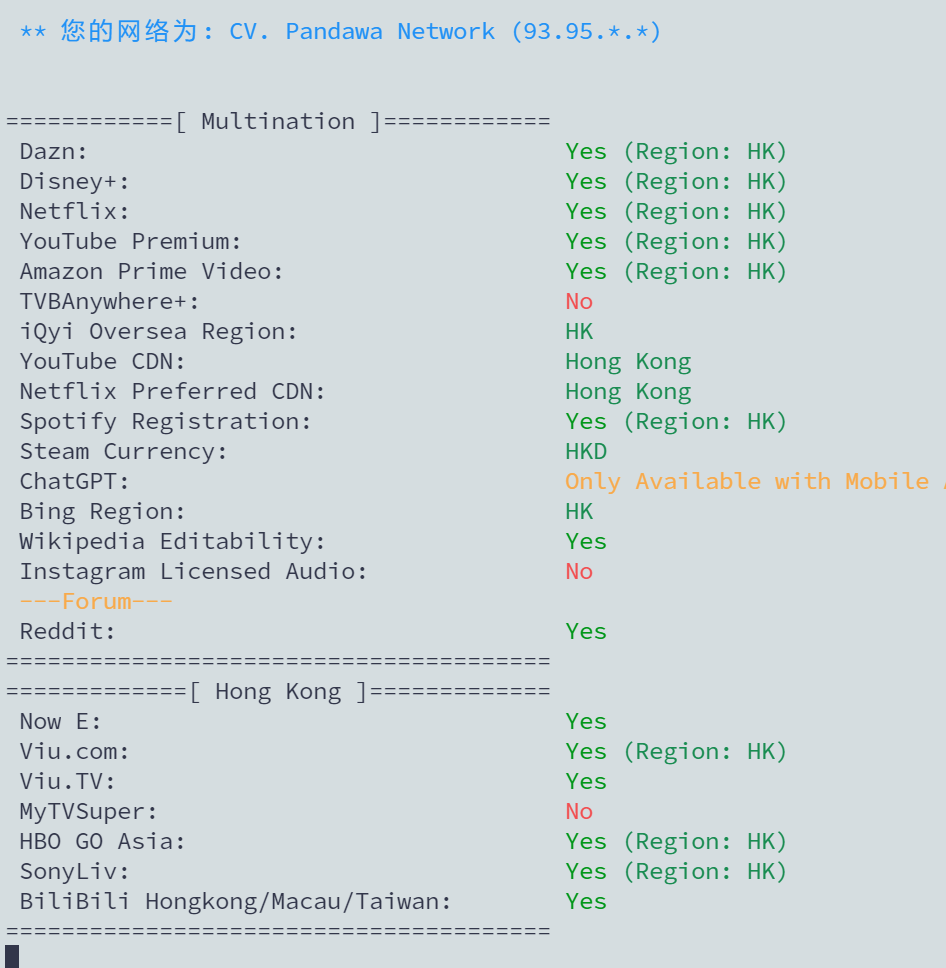 ** 您的网络为: CV. Pandawa Network (93.95.*.*)
============[ Multination ]============
Dazn: Yes (Region: HK)
Disney+: Yes (Region: HK)
Netflix: Yes (Region: HK)
YouTube Premium: Yes (Region: HK)
Amazon Prime Video: Yes (Region: HK)
TVBAnywhere+: No
iQyi Oversea Region: HK
YouTube CDN: Hong Kong
Netflix Preferred CDN: Hong Kong
Spotify Registration: Yes (Region: HK)
Steam Currency: HKD
ChatGPT: Only Available with Mobile
Bing Region: HK
Wikipedia Editability: Yes
Instagram Licensed Audio: No
---Forum---
Reddit: Yes
=======================================
=============[ Hong Kong ]=============
Now E: Yes
Viu.com: Yes (Region: HK)
Viu.TV: Yes
MyTVSuper: No
HBO GO Asia: Yes (Region: HK)
SonyLiv: Yes (Region: HK)
BiliBili Hongkong/Macau/Taiwan: Yes
=======================================